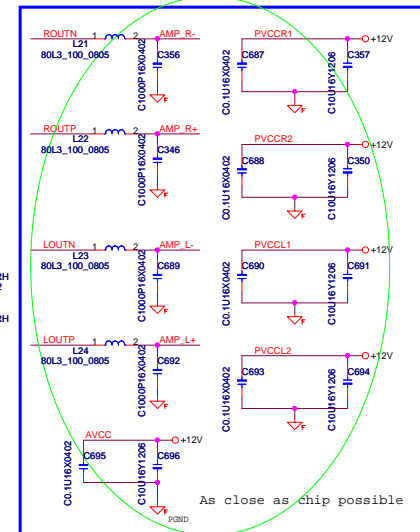 ROUTN 1 2 AMP_R-
L21
80L3_100_0805
C356
C1000P16X0402
F
PVCCR1 +12V
C687
C0.1U16X0402
C357
C10U16Y1206
F
ROUTP 1 2 AMP_R+
L22
80L3_100_0805
C346
C1000P16X0402
F
PVCCR2 +12V
C688
C0.1U16X0402
C350
C10U16Y1206
F
RH
2
RH
LOUTN 1 2 AMP_L-
L23
80L3_100_0805
C689
C1000P16X0402
F
PVCCL1 +12V
C690
C0.1U16X0402
C691
C10U16Y1206
F
LOUTP 1 2 AMP_L+
L24
80L3_100_0805
C692
C1000P16X0402
F
PVCCL2 +12V
C693
C0.1U16X0402
C694
C10U16Y1206
F
AVCC +12V
C695
C0.1U16X0402
C696
C10U16Y1206
F
PGND
As close as chip possible